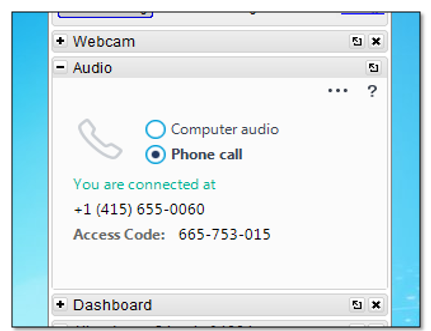 Webcam
Audio
... ?
Computer audio
Phone call
You are connected at
+1 (415) 655-0060
Access Code: 665-753-015
Dashboard